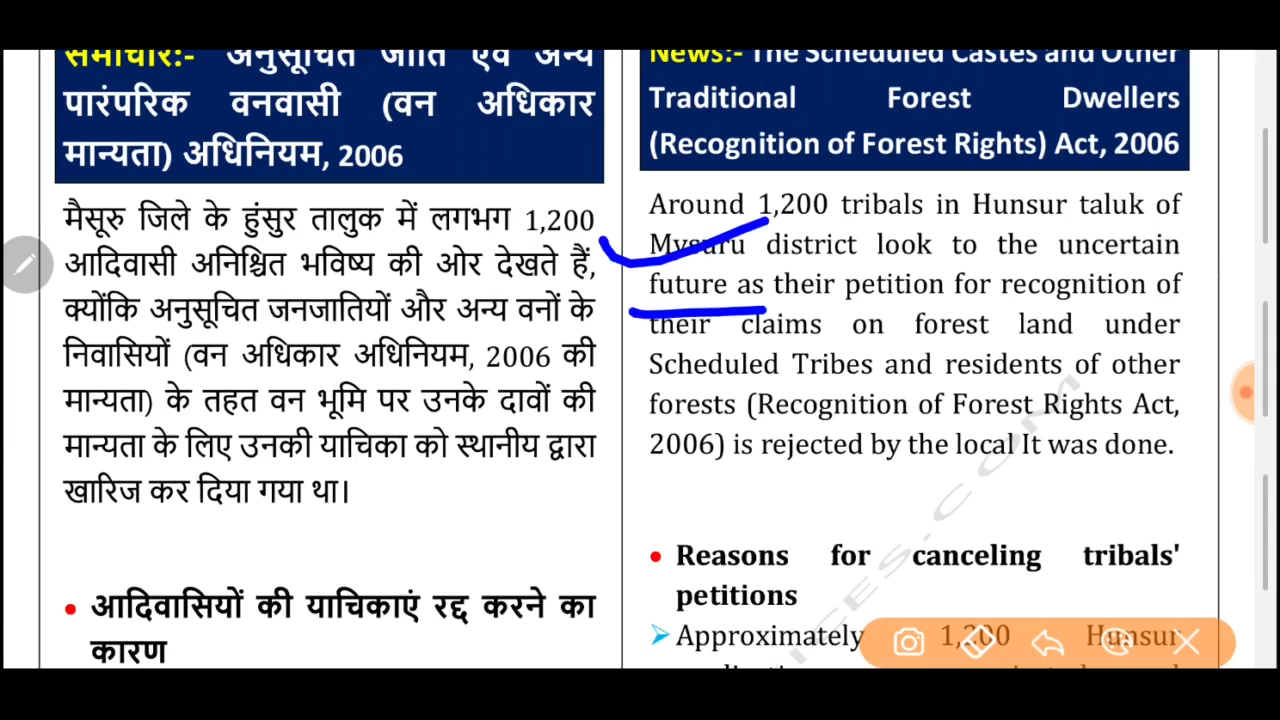 समाचार:- अनुसूचित जाति एवं अन्य
पारंपरिक वनवासी (वन अधिकार
मान्यता) अधिनियम, 2006
मैसूरु जिले के हुंसुर तालुक में लगभग 1,200
आदिवासी अनिश्चित भविष्य की ओर देखते हैं,
क्योंकि अनुसूचित जनजातियों और अन्य वनों के
निवासियों (वन अधिकार अधिनियम, 2006 की
मान्यता) के तहत वन भूमि पर उनके दावों की
मान्यता के लिए उनकी याचिका को स्थानीय द्वारा
खारिज कर दिया गया था।
• आदिवासियों की याचिकाएं रद्द करने का
कारण
News:- The Scheduled Castes and Other
Traditional Forest Dwellers
(Recognition of Forest Rights) Act, 2006
Around 1,200 tribals in Hunsur taluk of
Mysuru district look to the uncertain
future as their petition for recognition of
their claims on forest land under
Scheduled Tribes and residents of other
forests (Recognition of Forest Rights Act,
2006) is rejected by the local It was done.
• Reasons for canceling tribals'
petitions
➢ Approximately 1,200 Hunsur